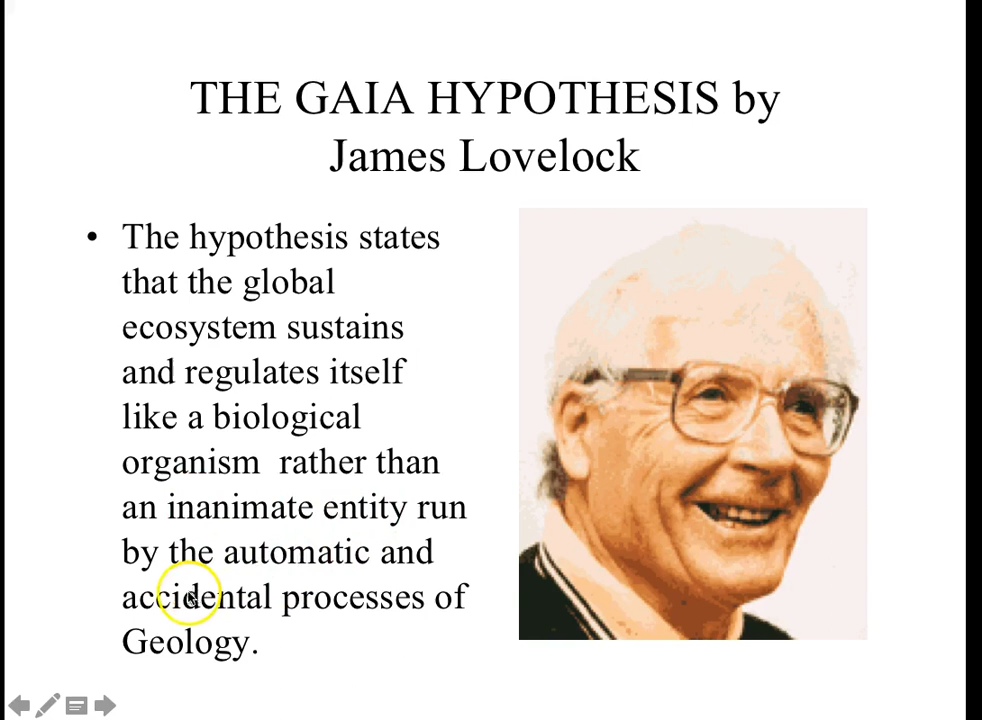 THE GAIA HYPOTHESIS by
James Lovelock
• The hypothesis states
that the global
ecosystem sustains
and regulates itself
like a biological
organism  rather than
an inanimate entity run
by the automatic and
accidental processes of
Geology.